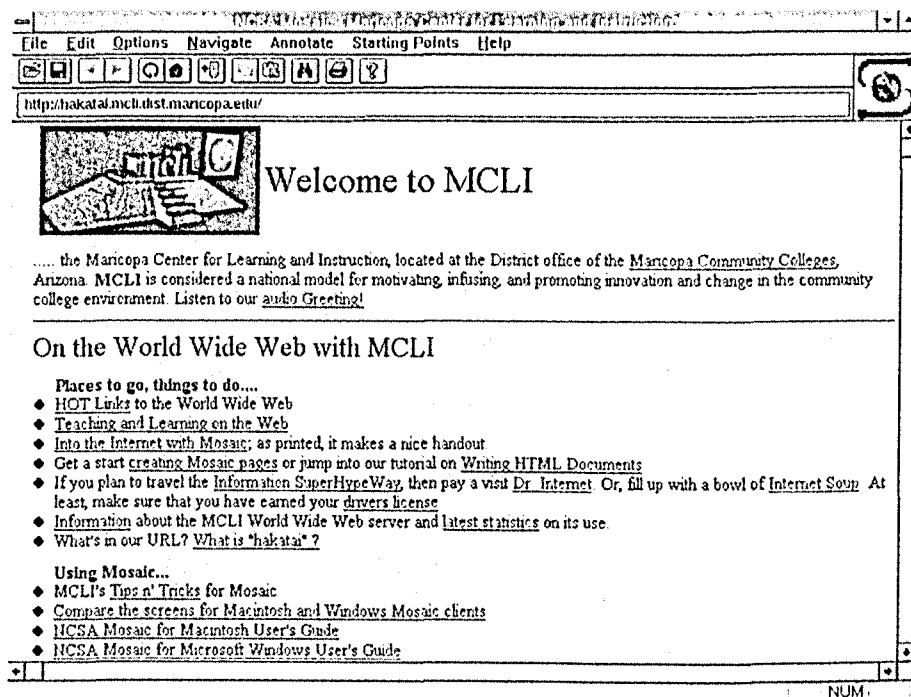 File Edit Options Navigate Annotate Starting Points Help
http://hakatai.mcli.dist.maricopa.edu/
Welcome to MCLI
..... the Maricopa Center for Learning and Instruction, located at the District office of the Maricopa Community Colleges,
Arizona. MCLI is considered a national model for motivating, infusing, and promoting innovation and change in the community
college environment. Listen to our audio Greeting!
On the World Wide Web with MCLI
Places to go, things to do....
◆ HOT Links to the World Wide Web
◆ Teaching and Learning on the Web
◆ Into the Internet with Mosaic; as printed, it makes a nice handout
◆ Get a start creating Mosaic pages or jump into our tutorial on Writing HTML Documents
◆ If you plan to travel the Information SuperHypeWay, then pay a visit Dr. Internet. Or, fill up with a bowl of Internet Soup. At
least, make sure that you have earned your drivers license
◆ Information about the MCLI World Wide Web server and latest statistics on its use.
◆ What's in our URL? What is "hakatai" ?
Using Mosaic...
◆ MCLI's Tips n' Tricks for Mosaic
◆ Compare the screens for Macintosh and Windows Mosaic clients
◆ NCSA Mosaic for Macintosh User's Guide
◆ NCSA Mosaic for Microsoft Windows User's Guide
NUM